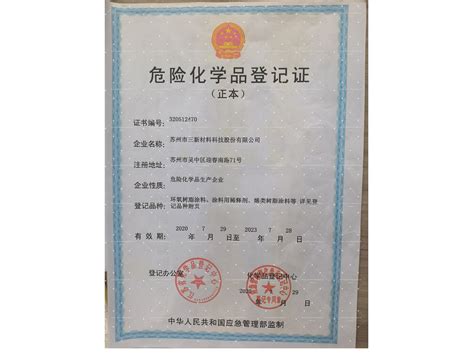 危险化学品登记证
(正本)
证书编号: 320512470
企业名称: 苏州市三新材料科技股份有限公司
注册地址: 苏州市吴中区迎春南路71号
企业性质: 危险化学品生产企业
登记品种: 环氧树脂涂料、涂料用稀释剂、烯类树脂涂料等 详见登
记品种附页
有 效 期: 2020 年 7 月 29 日至 2023 年 7 月 28 日
登记办公室 化学品登记中心
中华人民共和国应急管理部监制